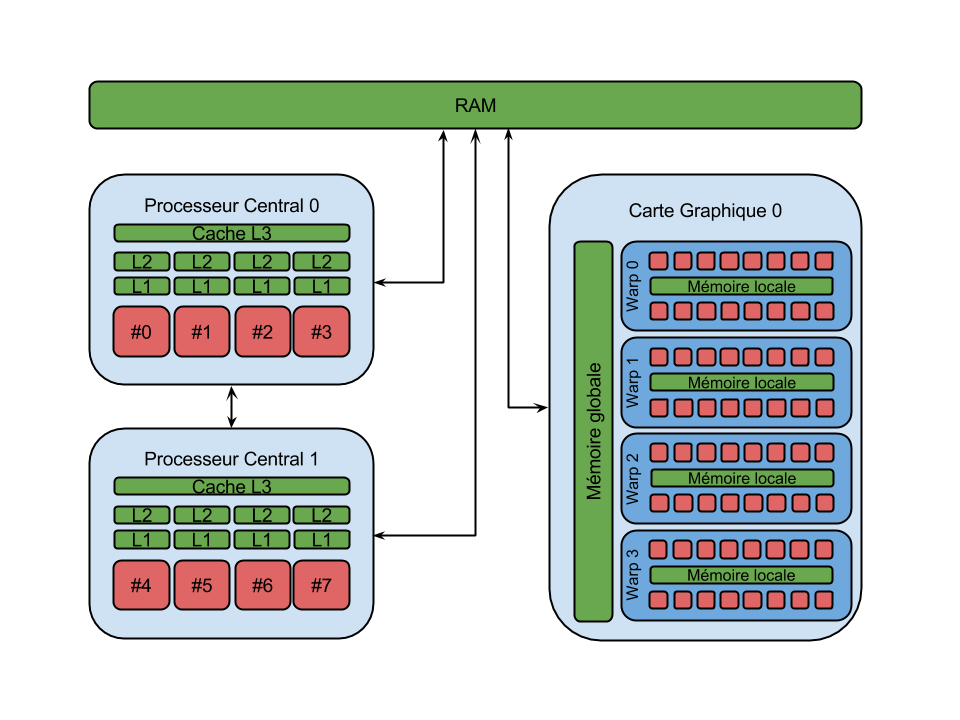 RAM
Processeur Central 0
Cache L3
L2 L2 L2 L2
L1 L1 L1 L1
#0 #1 #2 #3
Processeur Central 1
Cache L3
L2 L2 L2 L2
L1 L1 L1 L1
#4 #5 #6 #7
Carte Graphique 0
Mémoire globale
Warp 0
Mémoire locale
Warp 1
Mémoire locale
Warp 2
Mémoire locale
Warp 3
Mémoire locale